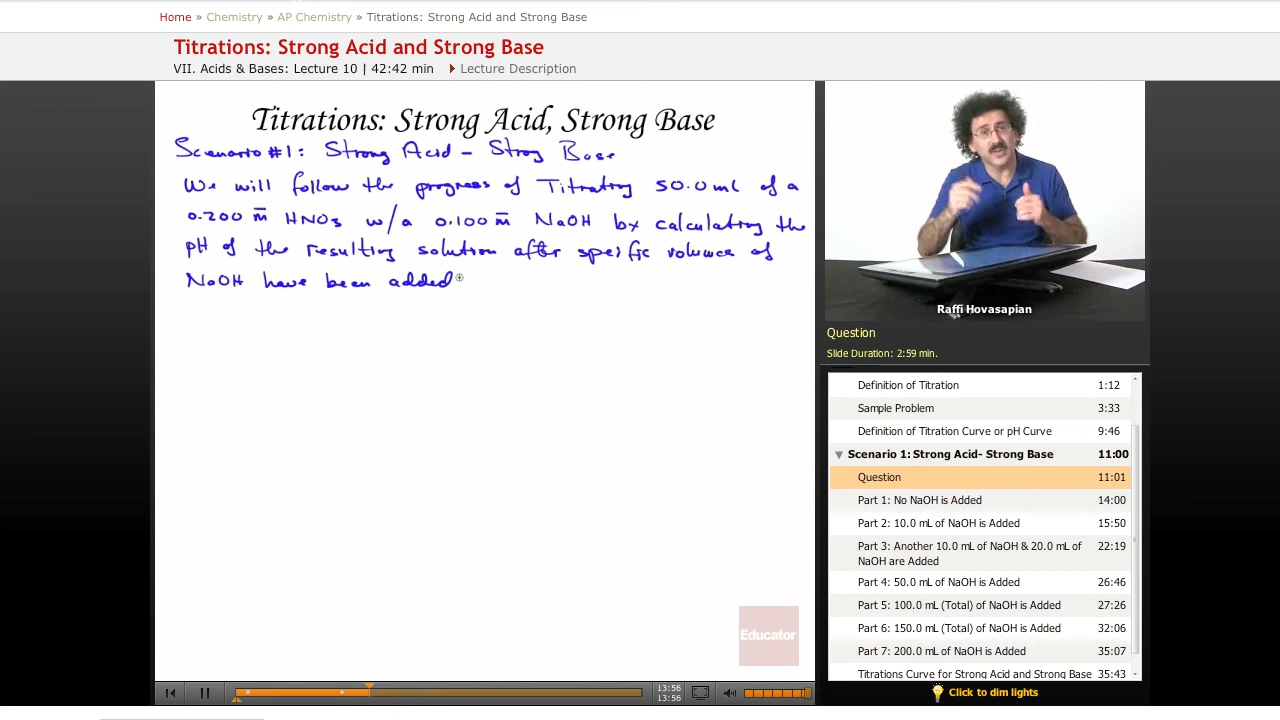 Home » Chemistry » AP Chemistry » Titrations: Strong Acid and Strong Base
Titrations: Strong Acid and Strong Base
VII. Acids & Bases: Lecture 10 | 42:42 min Lecture Description
Titrations: Strong Acid, Strong Base
Scenario #1: Strong Acid - Strong Base
We will follow the progress of Titrating 50.0 ml of a
0.200 m HNO3 w/a 0.100 m NaOH by calculating the
pH of the resulting solution after specific volumes of
NaOH have been added
Educator
13:56
13:56
Raffi Hovasapian
Question
Slide Duration: 2:59 min.
Definition of Titration 1:12
Sample Problem 3:33
Definition of Titration Curve or pH Curve 9:46
Scenario 1: Strong Acid- Strong Base 11:00
Question 11:01
Part 1: No NaOH is Added 14:00
Part 2: 10.0 mL of NaOH is Added 15:50
Part 3: Another 10.0 mL of NaOH & 20.0 mL of 22:19
NaOH are Added
Part 4: 50.0 mL of NaOH is Added 26:46
Part 5: 100.0 mL (Total) of NaOH is Added 27:26
Part 6: 150.0 mL (Total) of NaOH is Added 32:06
Part 7: 200.0 mL of NaOH is Added 35:07
Titrations Curve for Strong Acid and Strong Base 35:43
Click to dim lights